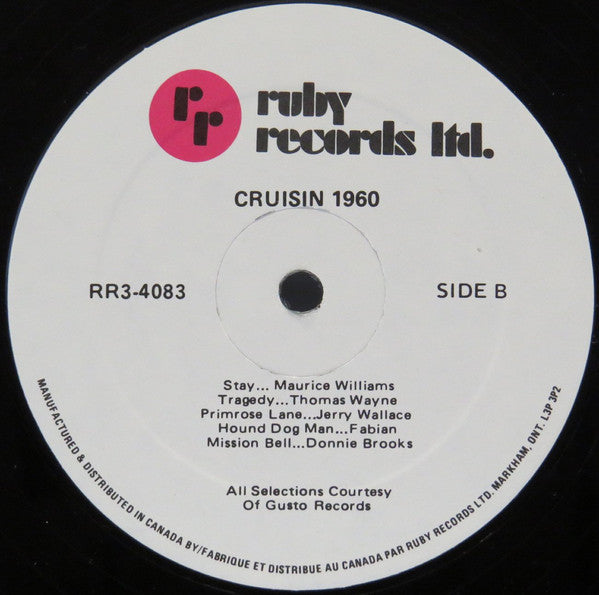 rr
ruby
records ltd.
CRUISIN 1960
RR3-4083
SIDE B
Stay... Maurice Williams
Tragedy...Thomas Wayne
Primrose Lane...Jerry Wallace
Hound Dog Man...Fabian
Mission Bell...Donnie Brooks
All Selections Courtesy
Of Gusto Records
MANUFACTURED & DISTRIBUTED IN CANADA BY/FABRIQUE ET DISTRIBUE AU CANADA PAR RUBY RECORDS LTD. MARKHAM, ONT. L3P 3P2